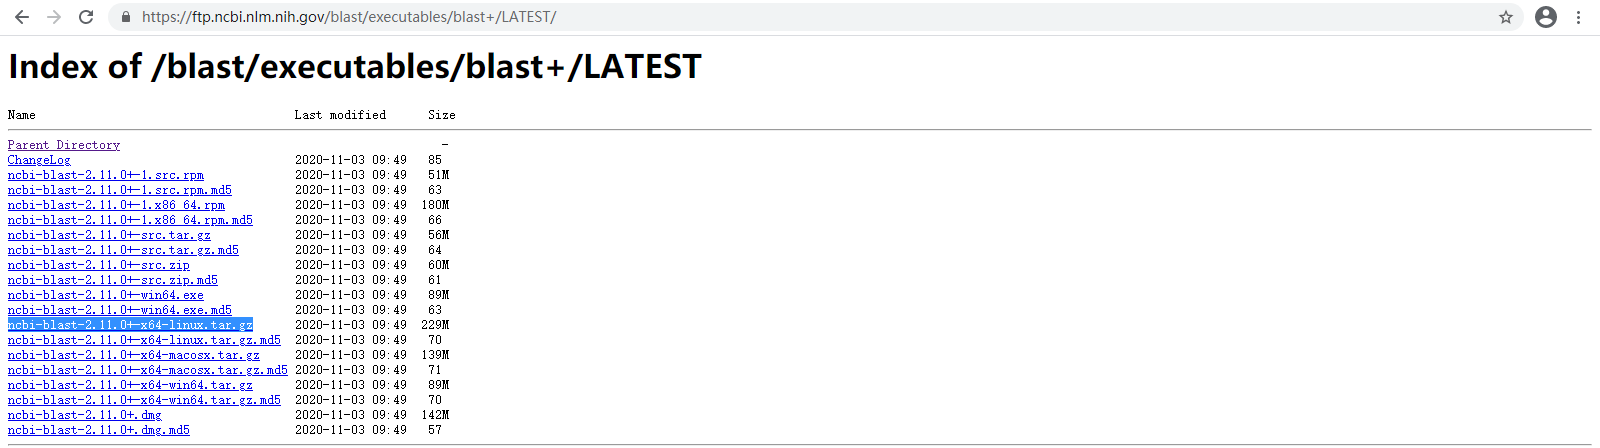 https://ftp.ncbi.nlm.nih.gov/blast/executables/blast+/LATEST/
Index of /blast/executables/blast+/LATEST
Name Last modified Size
Parent Directory -
ChangeLog 2020-11-03 09:49 85
ncbi-blast-2.11.0+-1.src.rpm 2020-11-03 09:49 51M
ncbi-blast-2.11.0+-1.src.rpm.md5 2020-11-03 09:49 63
ncbi-blast-2.11.0+-1.x86_64.rpm 2020-11-03 09:49 180M
ncbi-blast-2.11.0+-1.x86_64.rpm.md5 2020-11-03 09:49 66
ncbi-blast-2.11.0+-src.tar.gz 2020-11-03 09:49 56M
ncbi-blast-2.11.0+-src.tar.gz.md5 2020-11-03 09:49 64
ncbi-blast-2.11.0+-src.zip 2020-11-03 09:49 60M
ncbi-blast-2.11.0+-src.zip.md5 2020-11-03 09:49 61
ncbi-blast-2.11.0+-win64.exe 2020-11-03 09:49 89M
ncbi-blast-2.11.0+-win64.exe.md5 2020-11-03 09:49 63
ncbi-blast-2.11.0+-x64-linux.tar.gz 2020-11-03 09:49 229M
ncbi-blast-2.11.0+-x64-linux.tar.gz.md5 2020-11-03 09:49 70
ncbi-blast-2.11.0+-x64-macosx.tar.gz 2020-11-03 09:49 139M
ncbi-blast-2.11.0+-x64-macosx.tar.gz.md5 2020-11-03 09:49 71
ncbi-blast-2.11.0+-x64-win64.tar.gz 2020-11-03 09:49 89M
ncbi-blast-2.11.0+-x64-win64.tar.gz.md5 2020-11-03 09:49 70
ncbi-blast-2.11.0+.dmg 2020-11-03 09:49 142M
ncbi-blast-2.11.0+.dmg.md5 2020-11-03 09:49 57